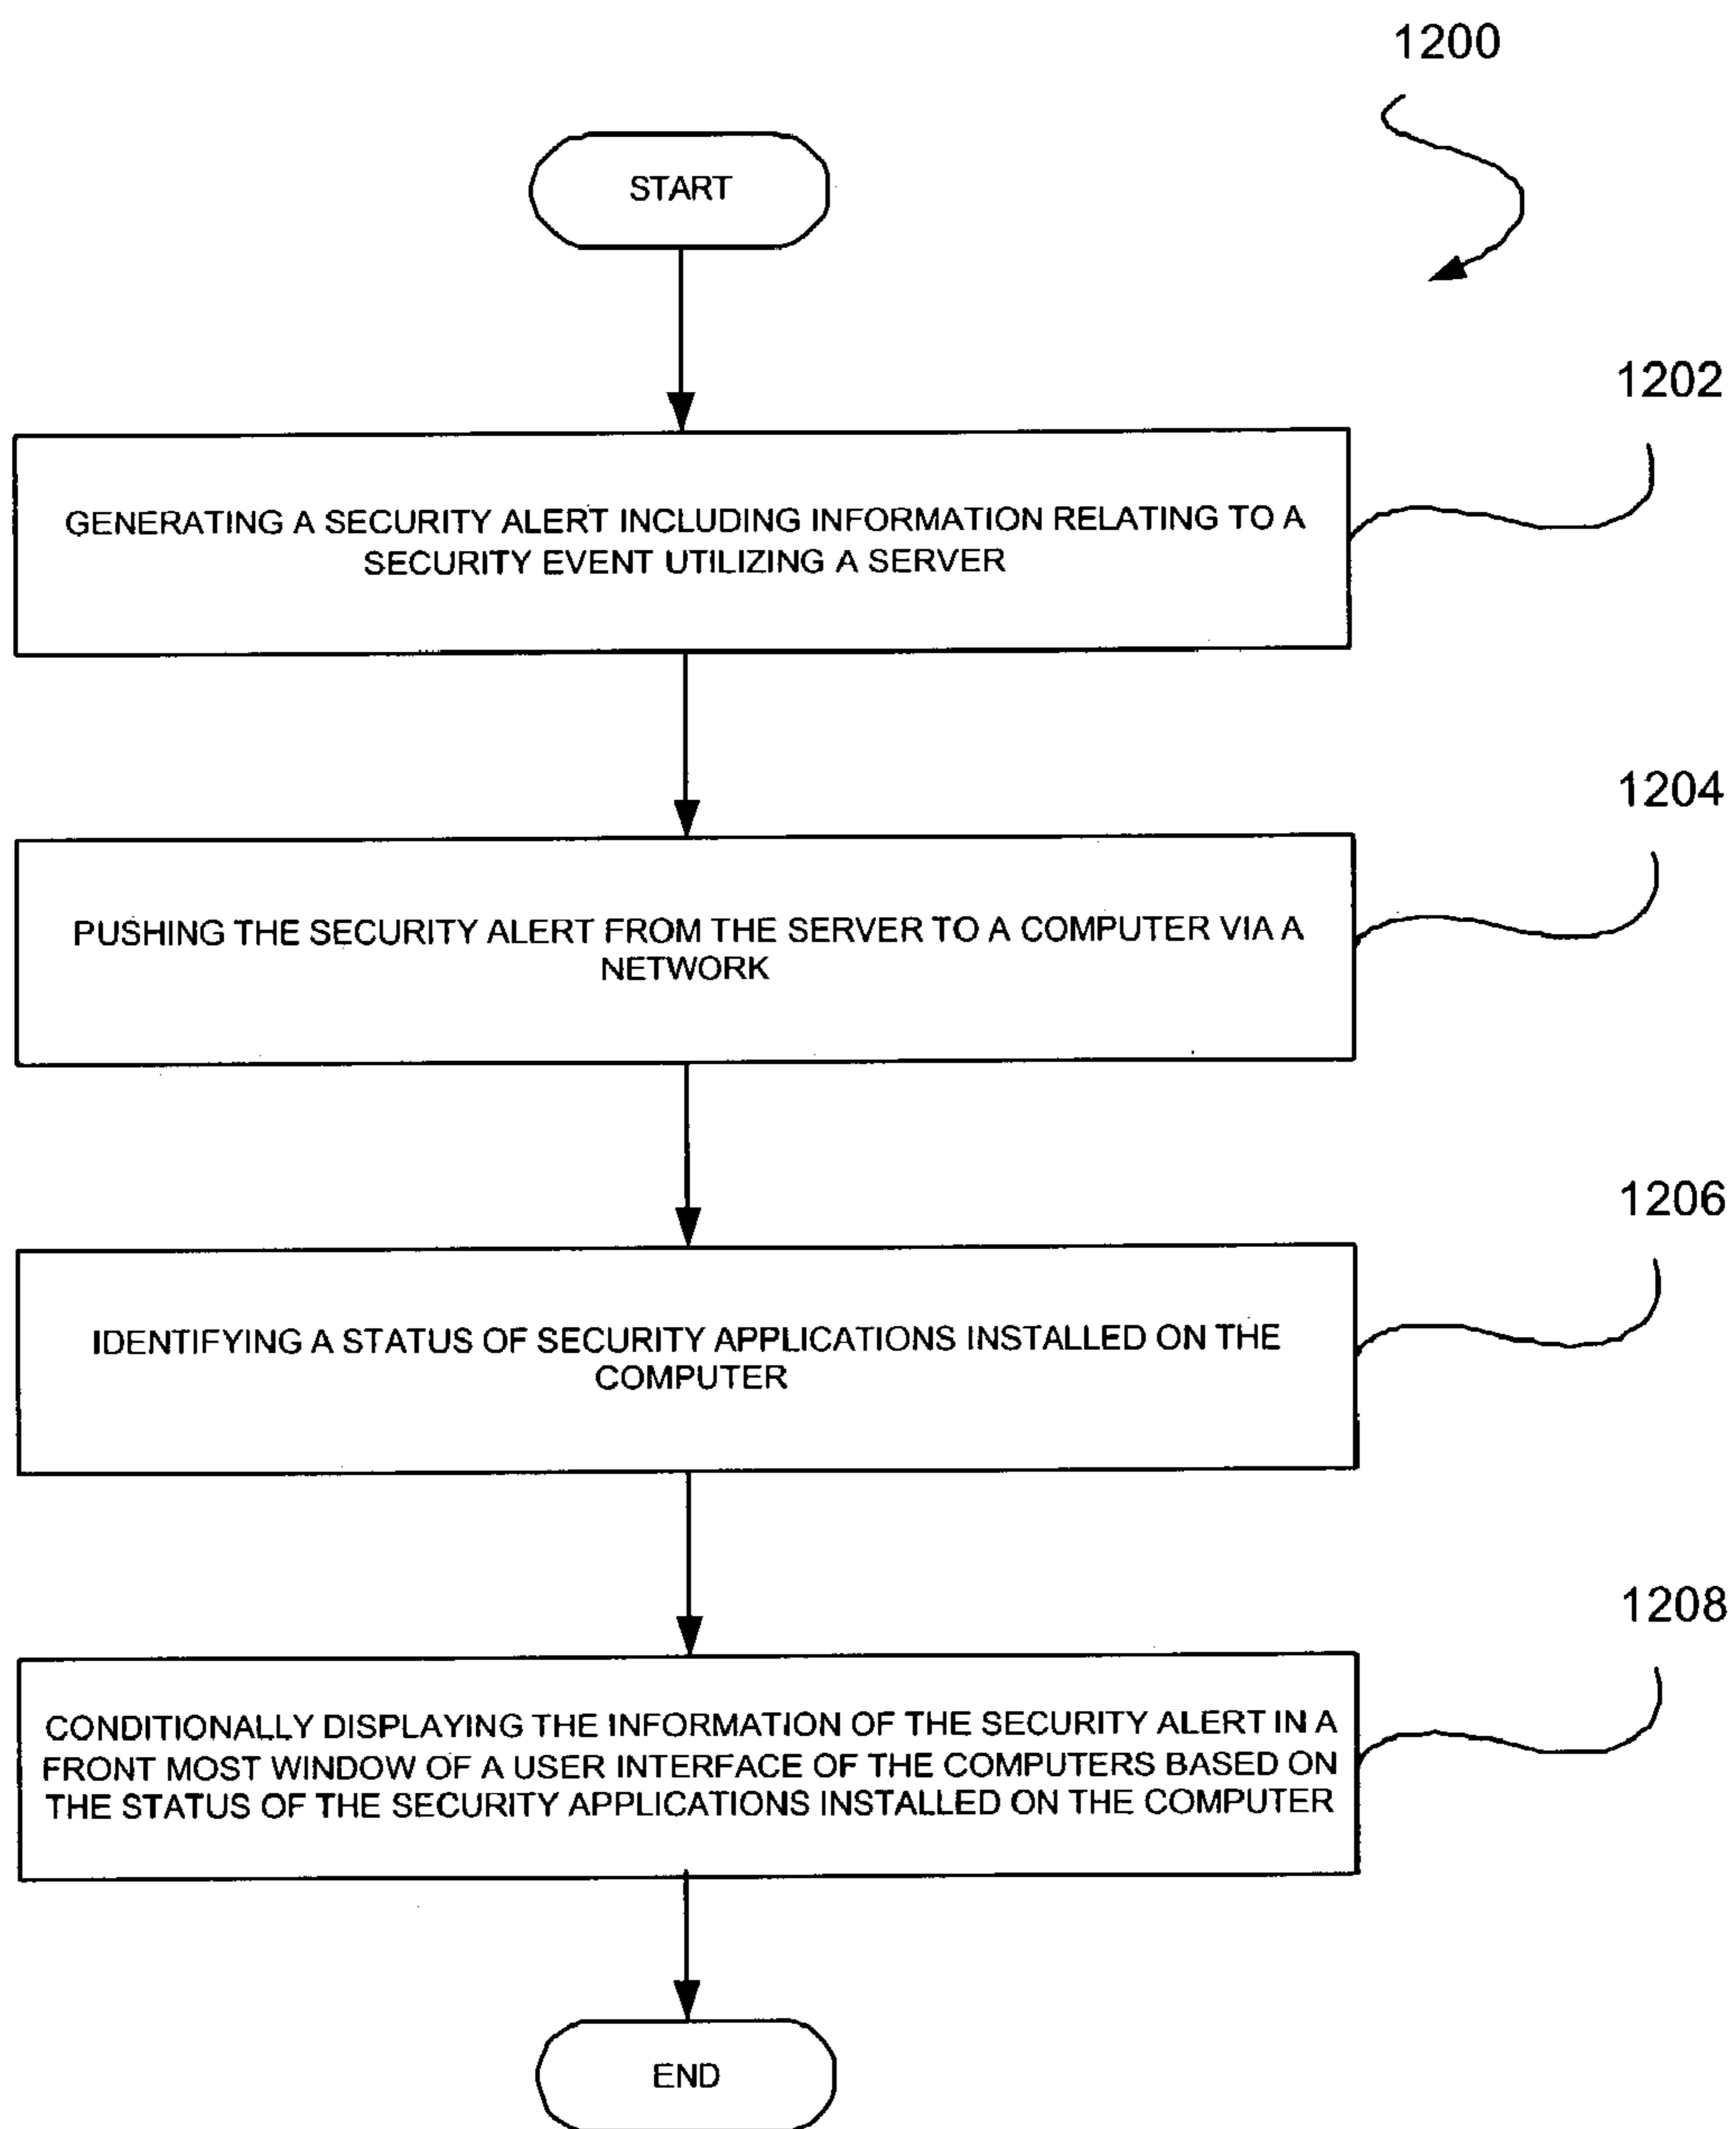 1200
START
1202
GENERATING A SECURITY ALERT INCLUDING INFORMATION RELATING TO A
SECURITY EVENT UTILIZING A SERVER
1204
PUSHING THE SECURITY ALERT FROM THE SERVER TO A COMPUTER VIA A
NETWORK
1206
IDENTIFYING A STATUS OF SECURITY APPLICATIONS INSTALLED ON THE
COMPUTER
1208
CONDITIONALLY DISPLAYING THE INFORMATION OF THE SECURITY ALERT IN A
FRONT MOST WINDOW OF A USER INTERFACE OF THE COMPUTERS BASED ON
THE STATUS OF THE SECURITY APPLICATIONS INSTALLED ON THE COMPUTER
END